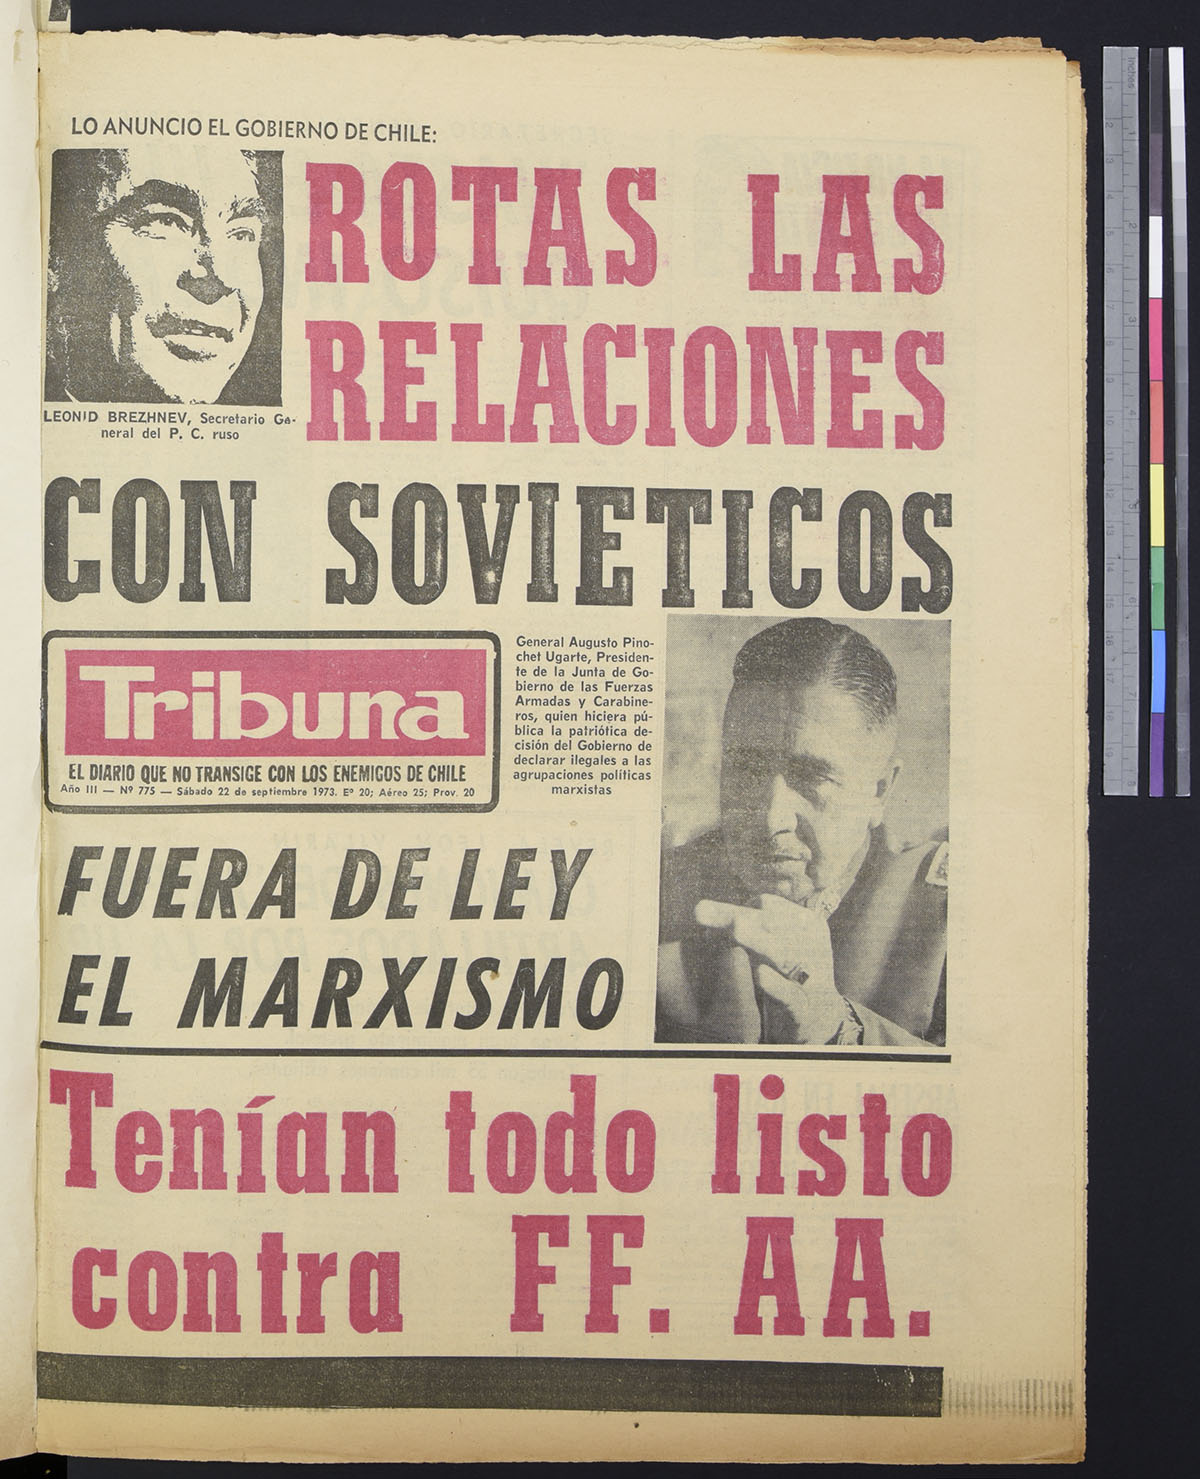 LO ANUNCIO EL GOBIERNO DE CHILE:
ROTAS LAS
RELACIONES
LEONID BREZHNEV, Secretario Ge-
neral del P. C. ruso
CON SOVIETICOS
Tribuna
EL DIARIO QUE NO TRANSIGE CON LOS ENEMIGOS DE CHILE
Año III — Nº 775 — Sábado 22 de septiembre 1973. Eº 20; Aéreo 25; Prov. 20
General Augusto Pino-
chet Ugarte, Presiden-
te de la Junta de Go-
bierno de las Fuerzas
Armadas y Carabine-
ros, quien hiciera pú-
blica la patriótica de-
cisión del Gobierno de
declarar ilegales a las
agrupaciones políticas
marxistas
FUERA DE LEY
EL MARXISMO
Tenían todo listo
contra FF. AA.